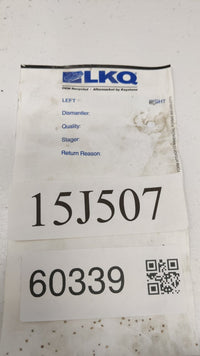 LKQ
OEM Recycled | Aftermarket by Keystone
LEFT RIGHT
Dismantler:
Quality:
Stager:
Return Reason:
15J507
60339